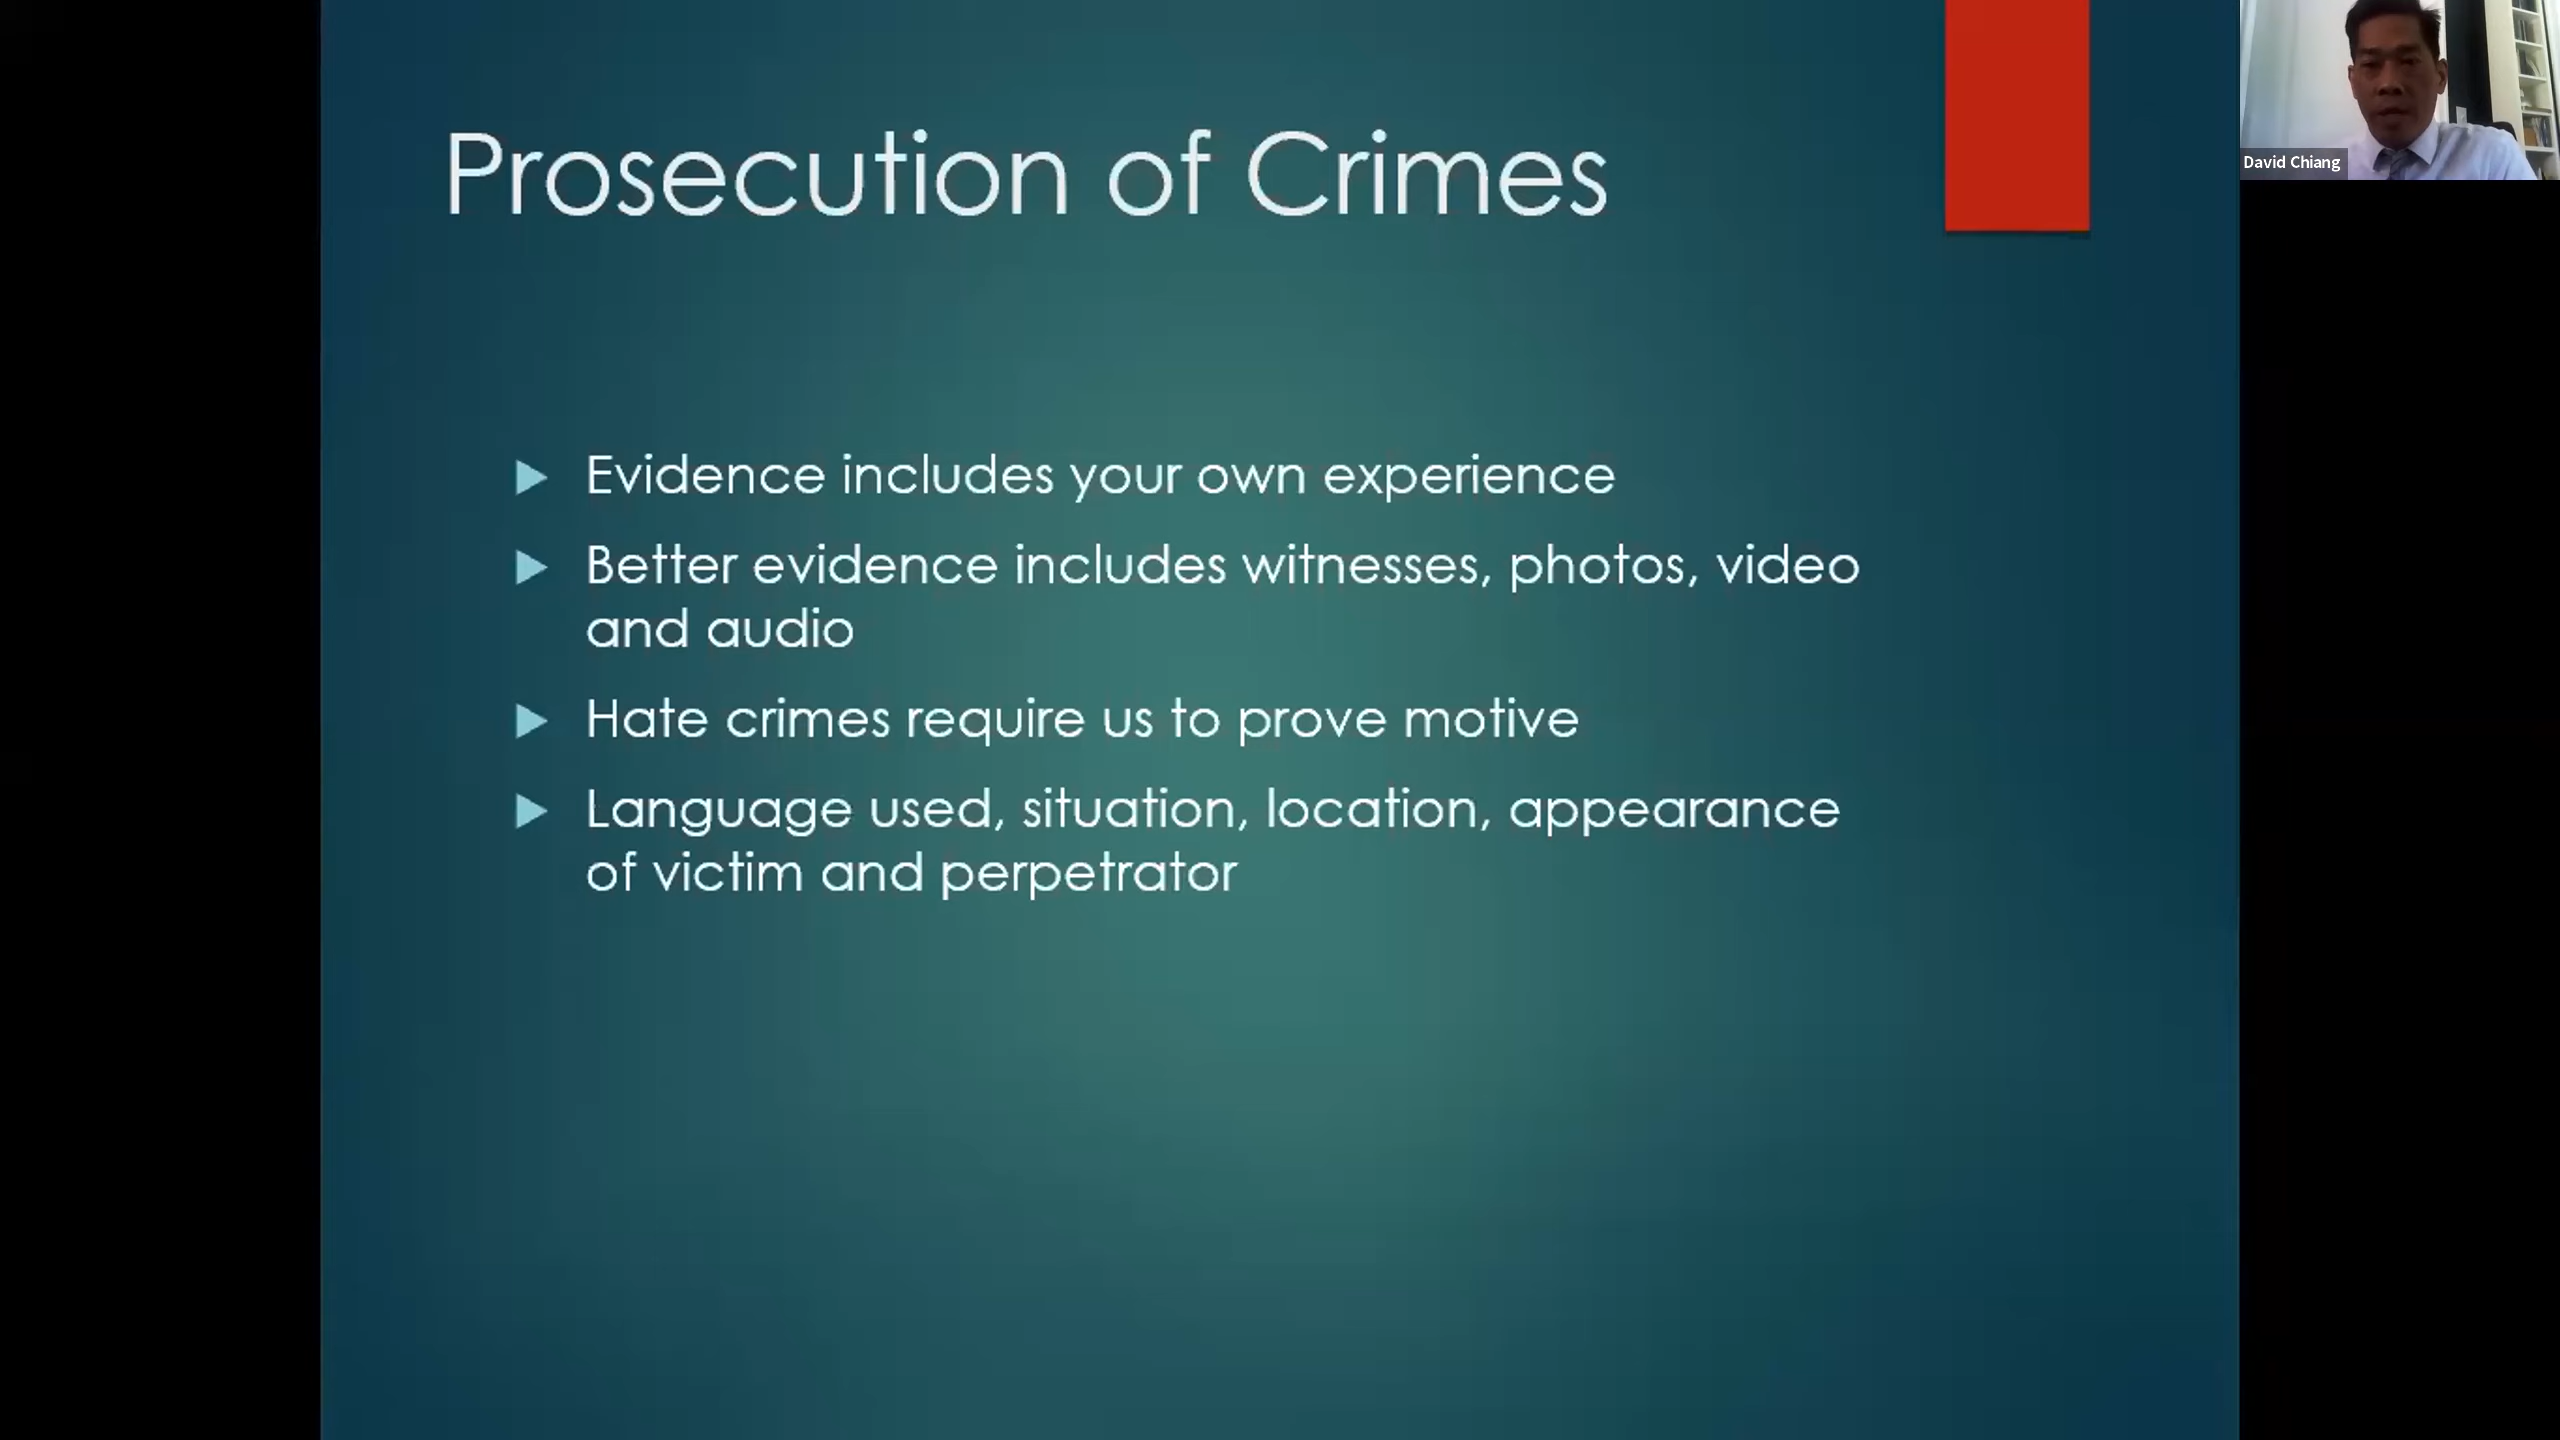 Prosecution of Crimes
David Chiang
Evidence includes your own experience
Better evidence includes witnesses, photos, video
and audio
Hate crimes require us to prove motive
Language used, situation, location, appearance
of victim and perpetrator